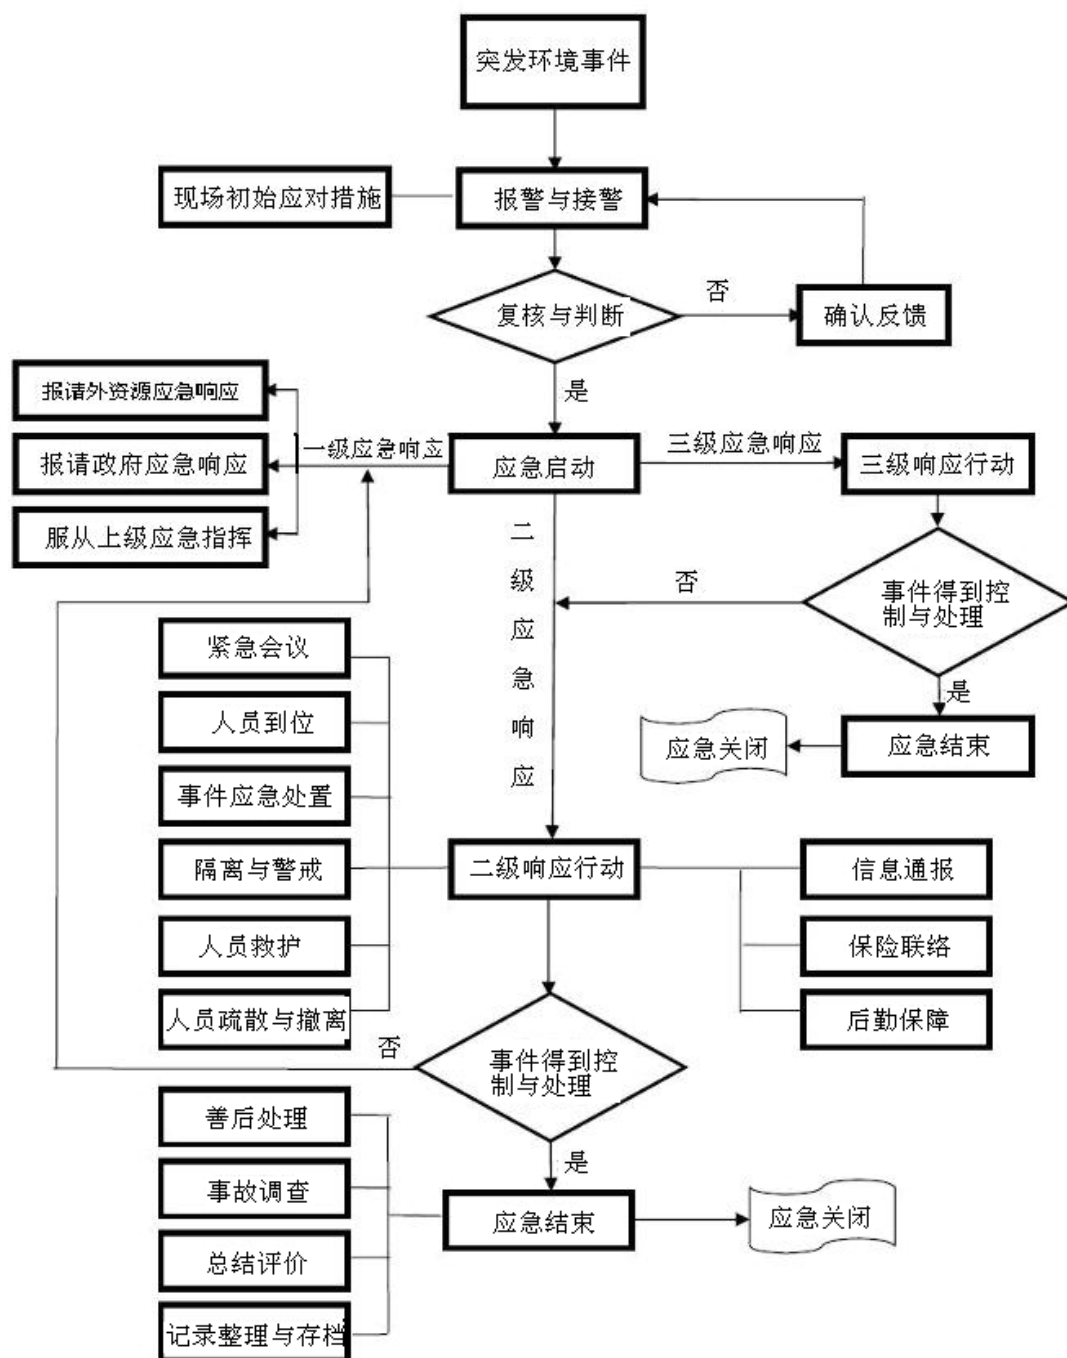 突发环境事件
现场初始应对措施
报警与接警
复核与判断
否
确认反馈
是
报请外资源应急响应
报请政府应急响应
服从上级应急指挥
一级应急响应
应急启动
三级应急响应
三级响应行动
二级应急响应
否
事件得到控
制与处理
是
应急结束
应急关闭
紧急会议
人员到位
事件应急处置
隔离与警戒
人员救护
人员疏散与撤离
二级响应行动
信息通报
保险联络
后勤保障
否
事件得到控
制与处理
是
善后处理
事故调查
总结评价
记录整理与存档
应急结束
应急关闭